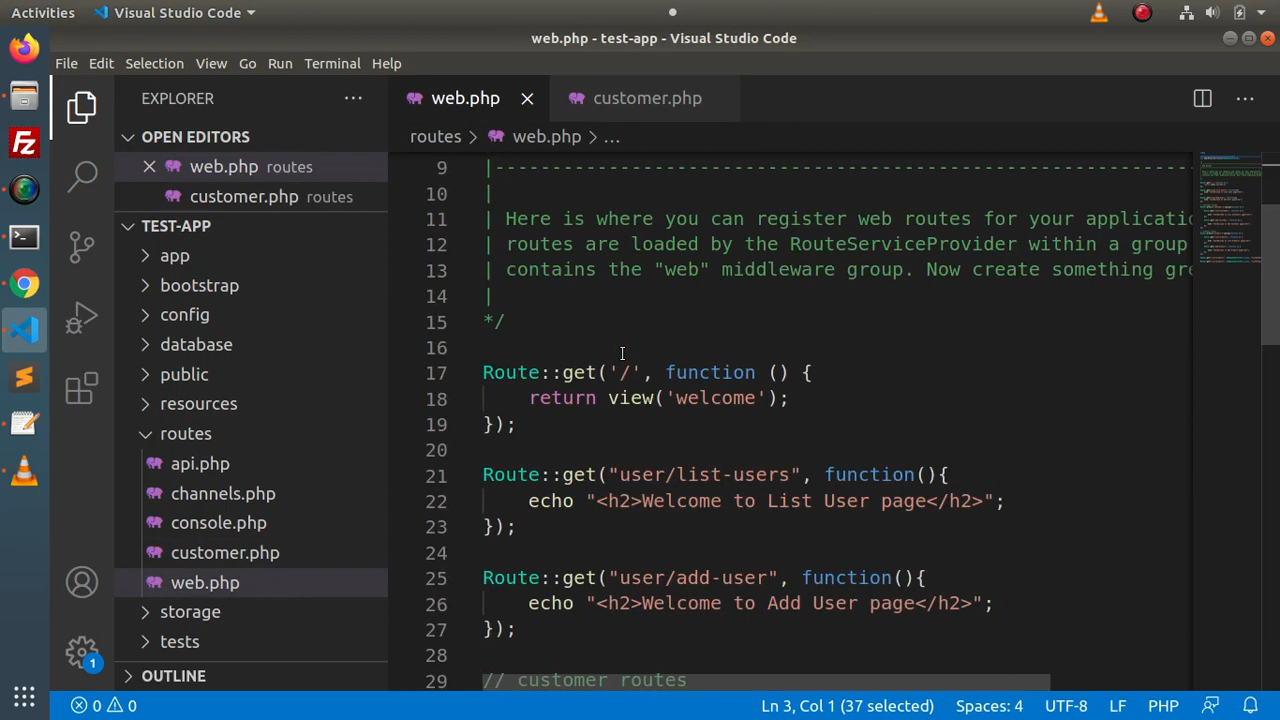 Activities
Visual Studio Code
web.php - test-app - Visual Studio Code
File Edit Selection View Go Run Terminal Help
EXPLORER
OPEN EDITORS
web.php routes
customer.php routes
TEST-APP
app
bootstrap
config
database
public
resources
routes
api.php
channels.php
console.php
customer.php
web.php
storage
tests
OUTLINE
web.php
customer.php
routes > web.php > ...
9 |--------------------------------------------------------------
10 |
11 | Here is where you can register web routes for your applicatio
12 | routes are loaded by the RouteServiceProvider within a group
13 | contains the "web" middleware group. Now create something gre
14 |
15 */
16
17 Route::get('/', function () {
18 return view('welcome');
19 });
20
21 Route::get("user/list-users", function(){
22 echo "<h2>Welcome to List User page</h2>";
23 });
24
25 Route::get("user/add-user", function(){
26 echo "<h2>Welcome to Add User page</h2>";
27 });
28
29 // customer routes
1
0 0
Ln 3, Col 1 (37 selected) Spaces: 4 UTF-8 LF PHP